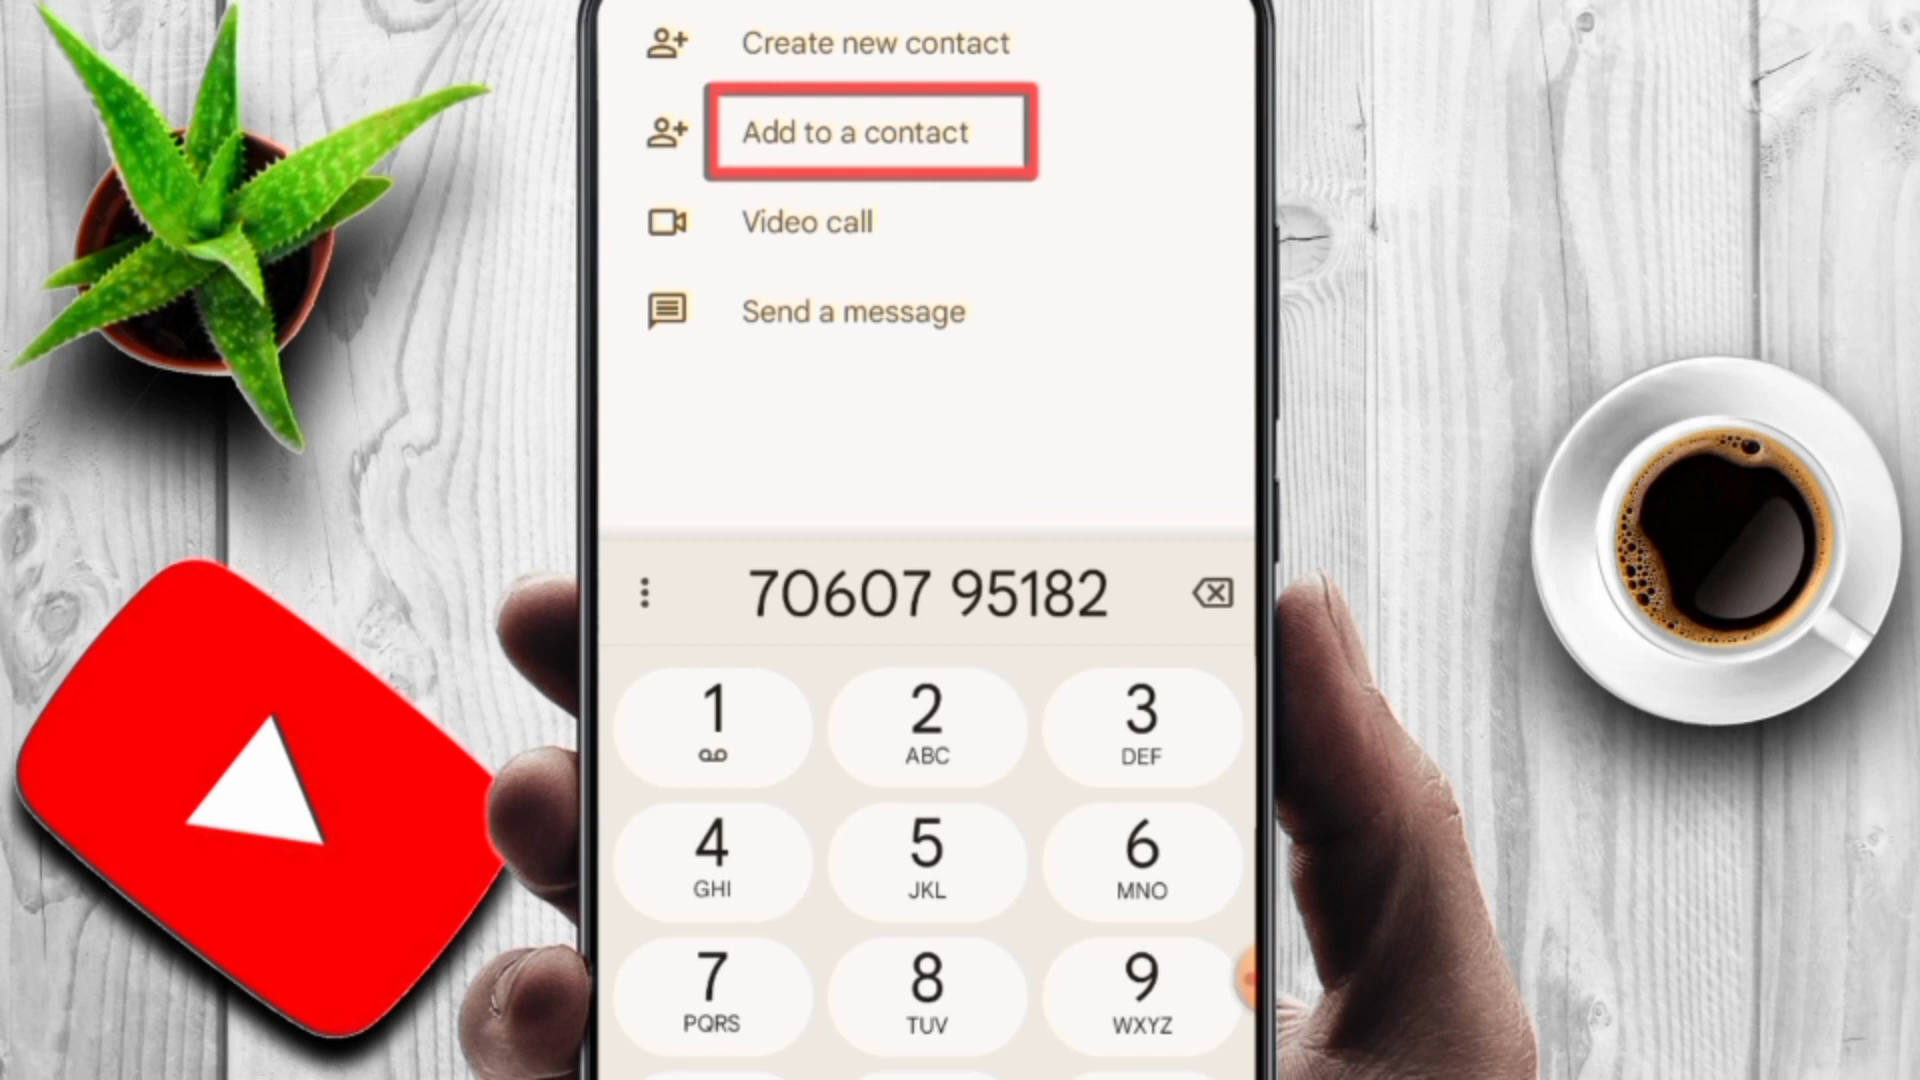 Create new contact
Add to a contact
Video call
Send a message
70607 95182
1 2 3
ABC DEF
4 5 6
GHI JKL MNO
7 8 9
PQRS TUV WXYZ